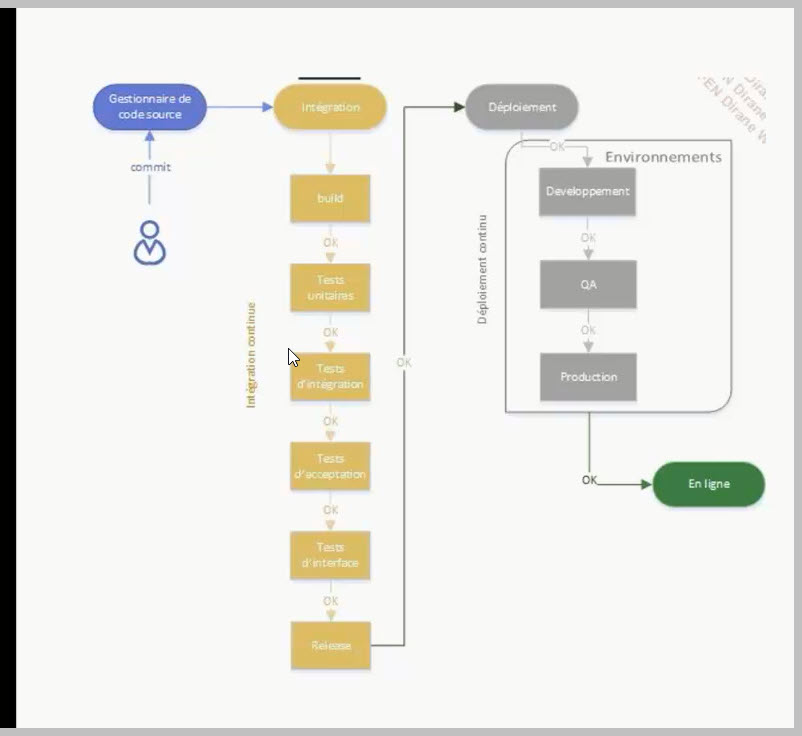 Gestionnaire de
code source
commit
Intégration
build
OK
Tests
unitaires
OK
Tests
d'intégration
OK
Tests
d'acceptation
OK
Tests
d'interface
OK
Release
Intégration continue
OK
Déploiement
OK
Environnements
Developpement
OK
QA
OK
Production
Déploiement continu
OK
En ligne
Dirane
Dirane W